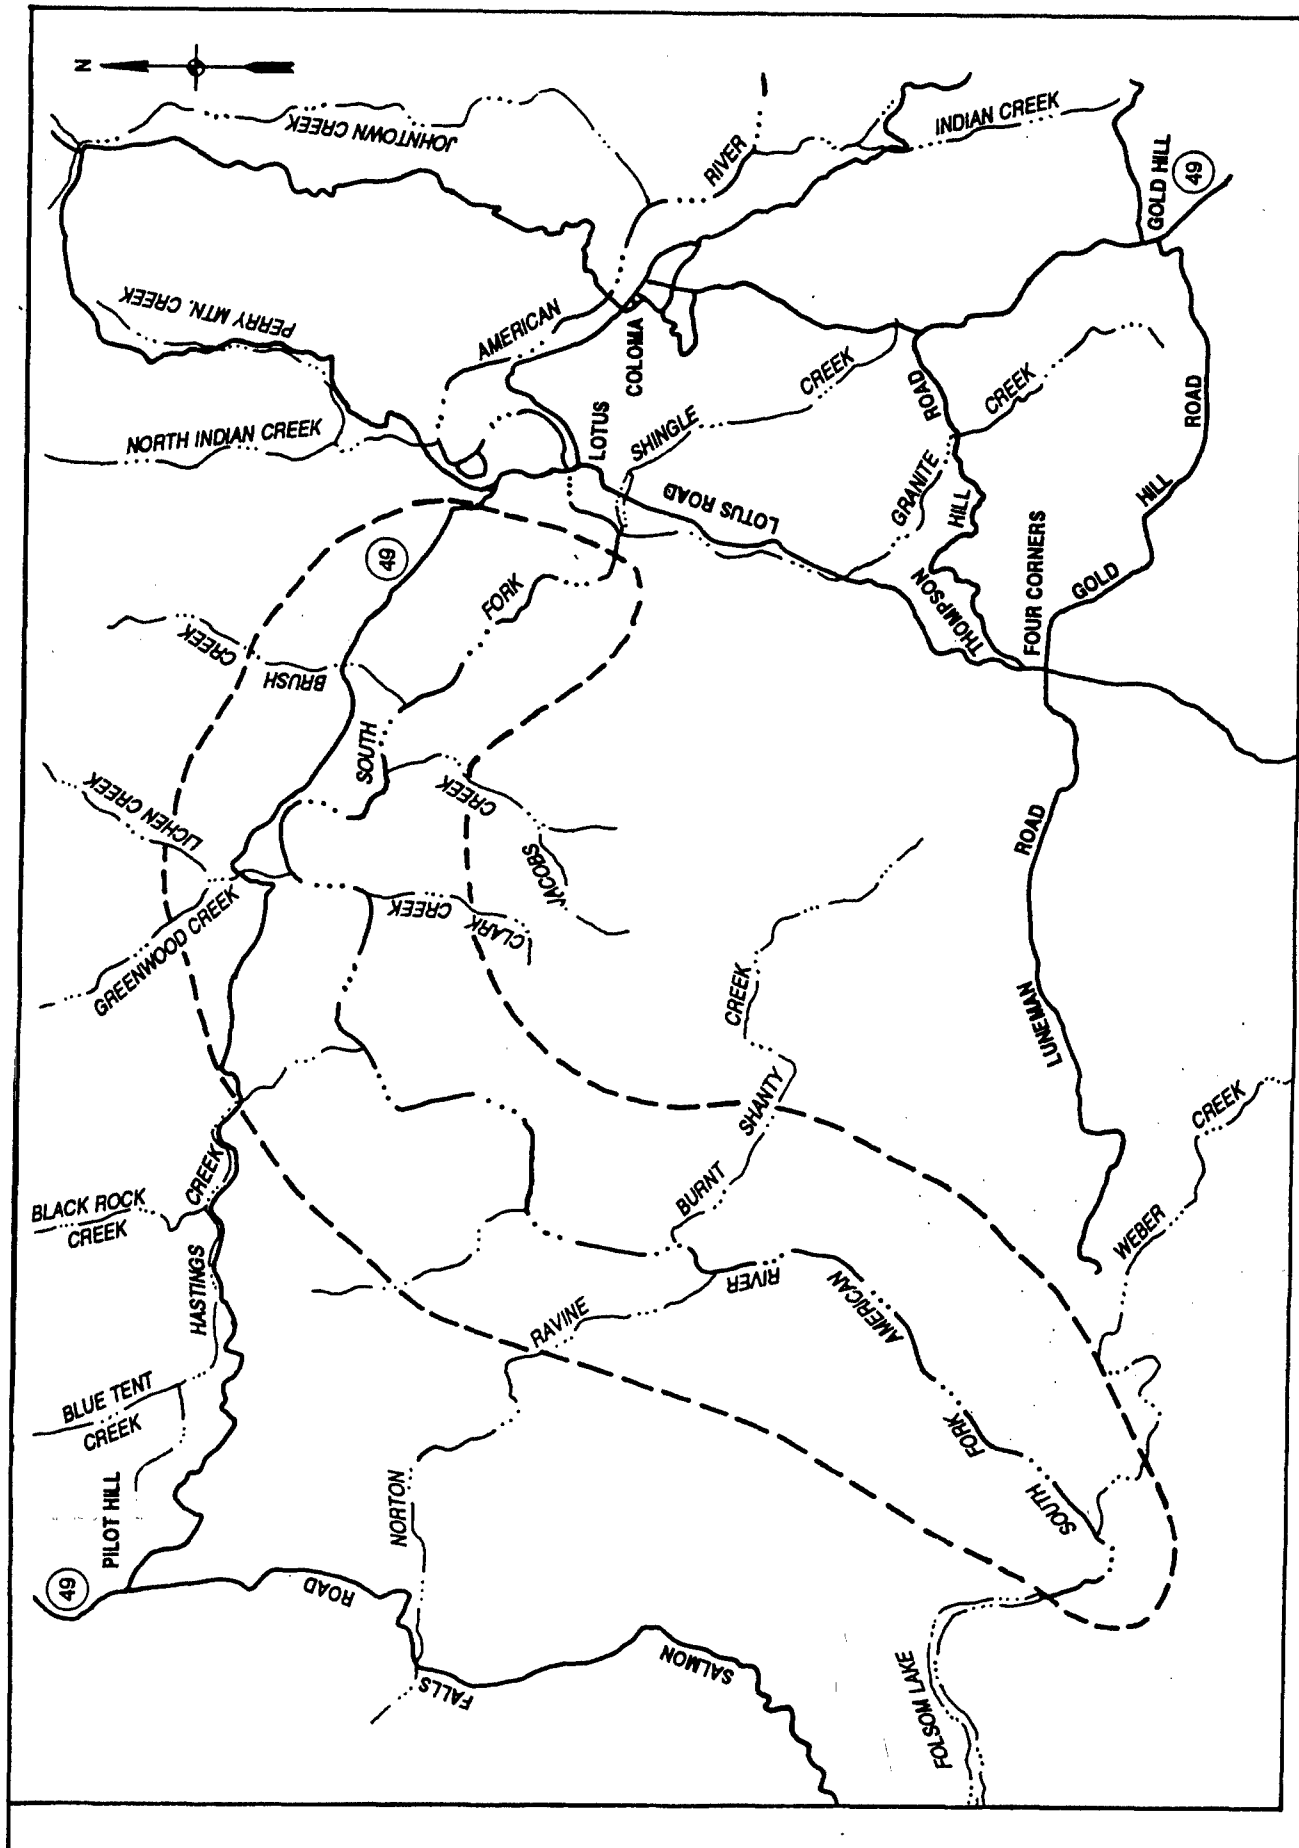 N
49
PILOT HILL
BLUE TENT
CREEK
BLACK ROCK
CREEK
HASTINGS
CREEK
GREENWOOD CREEK
LICHEN CREEK
BRUSH
CREEK
49
NORTH INDIAN CREEK
PERRY MTN. CREEK
JOHNTOWN CREEK
ROAD
FALLS
SALMON
NORTON
RAVINE
CLARK
CREEK
JACOBS
CREEK
SOUTH
FORK
AMERICAN
RIVER
LOTUS
COLOMA
SHINGLE
CREEK
LOTUS ROAD
INDIAN CREEK
GOLD HILL
49
GRANITE
CREEK
THOMPSON
HILL
ROAD
FOUR CORNERS
GOLD
HILL
ROAD
BURNT
SHANTY
CREEK
RIVER
AMERICAN
FORK
SOUTH
LUNEMAN
ROAD
WEBER
CREEK
FOLSOM LAKE